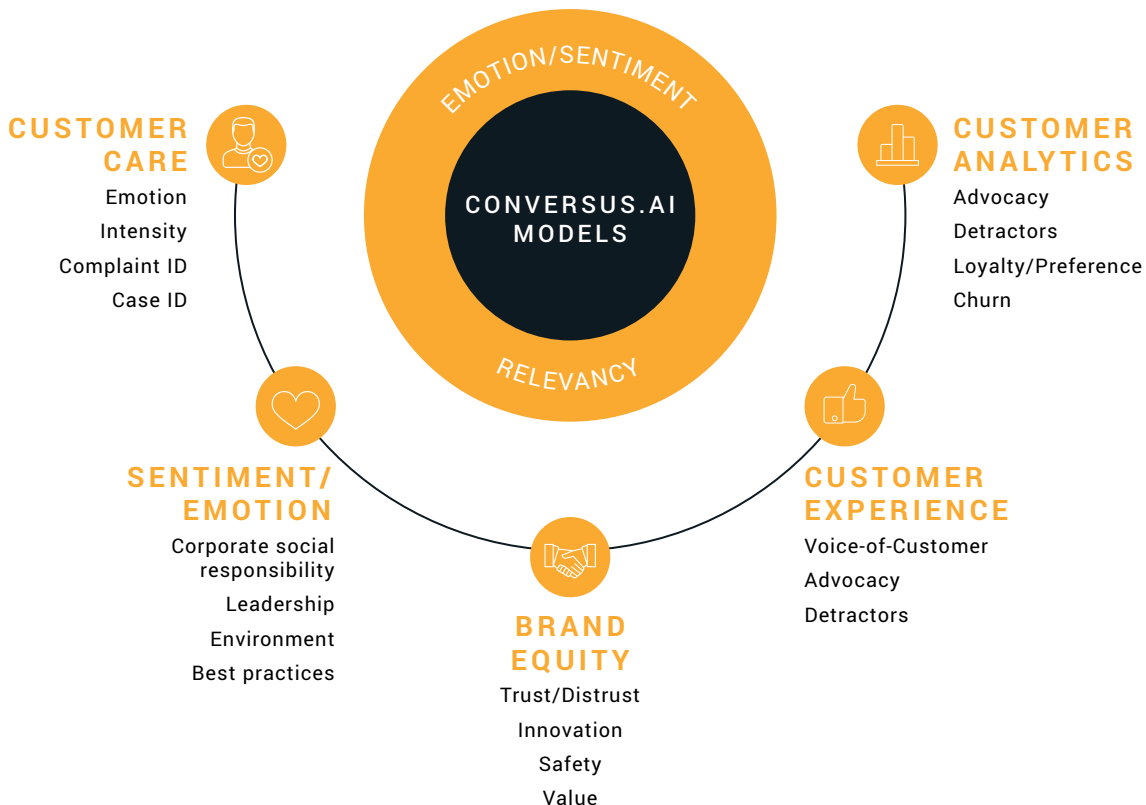 EMOTION/SENTIMENT
CONVERSUS.AI
MODELS
RELEVANCY
CUSTOMER
CARE
Emotion
Intensity
Complaint ID
Case ID
SENTIMENT/
EMOTION
Corporate social
responsibility
Leadership
Environment
Best practices
BRAND
EQUITY
Trust/Distrust
Innovation
Safety
Value
CUSTOMER
EXPERIENCE
Voice-of-Customer
Advocacy
Detractors
CUSTOMER
ANALYTICS
Advocacy
Detractors
Loyalty/Preference
Churn